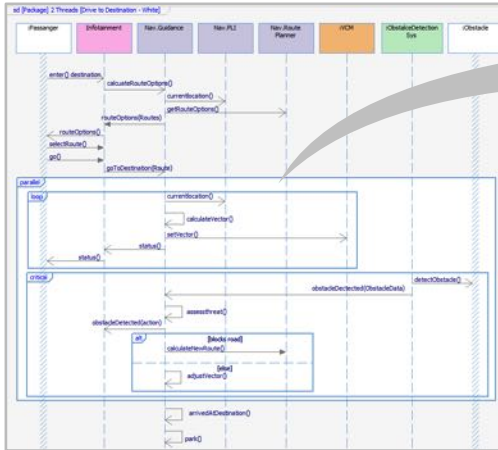 sd [Package] 2 Threads [Drive to Destination - White]
:Passanger
Infotainment
Nav.Guidance
Nav.PLI
Nav.Route Planner
:VCM
:ObstacleDetection Sys
:Obstacle
enter() destination
calcuateRouteOptions()
currentlocation()
getRouteOptions()
routeOptions(Routes)
routeOptions()
selectRoute()
go()
goToDestination(Route)
parallel
loop
currentlocation()
calculateVector()
setVector()
status()
status()
critical
detectObstacle()
obstacleDectected(ObstacleData)
assessthreat()
obstacleDetected(action)
alt
[blocks road]
calculateNewRoute()
[else]
adjustVector()
arrivedAtDestination()
park()